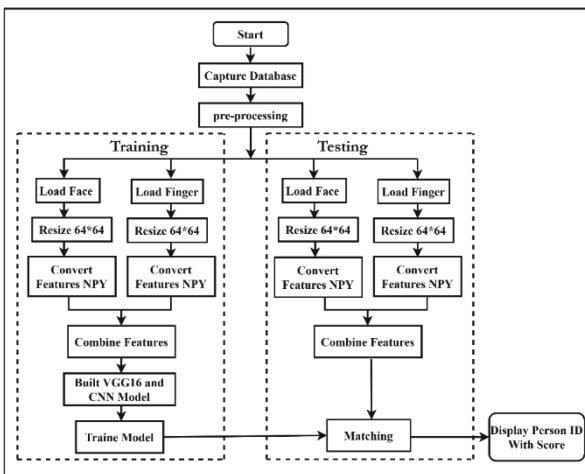 Start
Capture Database
pre-processing
Training
Testing
Load Face
Load Finger
Load Face
Load Finger
Resize 64*64
Resize 64*64
Resize 64*64
Resize 64*64
Convert
Features NPY
Convert
Features NPY
Convert
Features NPY
Convert
Features NPY
Combine Features
Combine Features
Built VGG16 and
CNN Model
Traine Model
Matching
Display Person ID
With Score